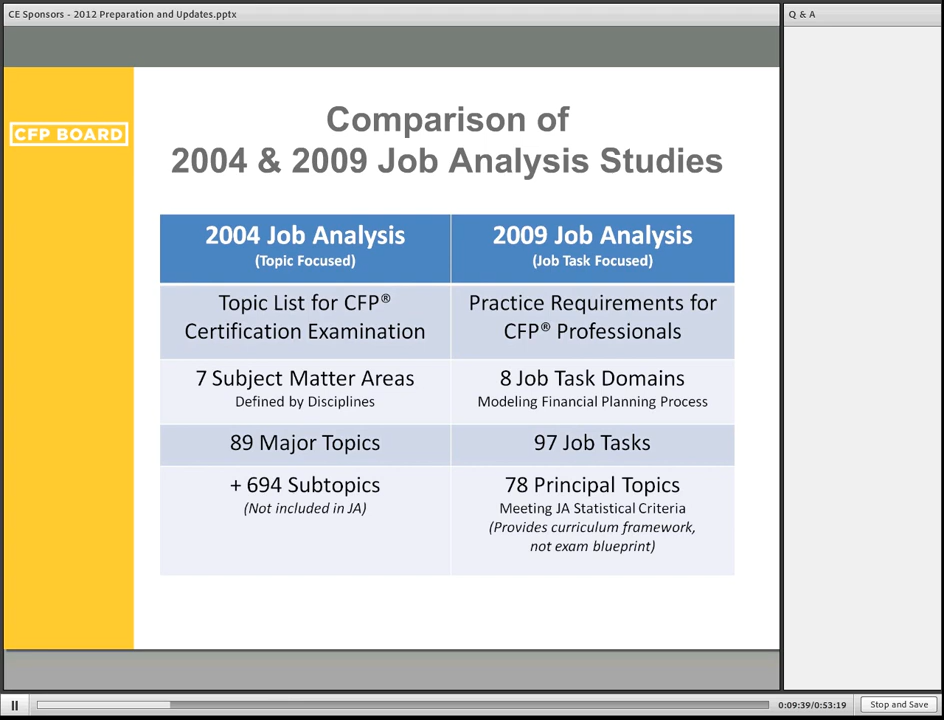 CE Sponsors - 2012 Preparation and Updates.pptx
Q & A
CFP BOARD
Comparison of
2004 & 2009 Job Analysis Studies
2004 Job Analysis
(Topic Focused)
2009 Job Analysis
(Job Task Focused)
Topic List for CFP®
Certification Examination
Practice Requirements for
CFP® Professionals
7 Subject Matter Areas
Defined by Disciplines
8 Job Task Domains
Modeling Financial Planning Process
89 Major Topics
97 Job Tasks
+ 694 Subtopics
(Not included in JA)
78 Principal Topics
Meeting JA Statistical Criteria
(Provides curriculum framework,
not exam blueprint)
0:09:39/0:53:19
Stop and Save